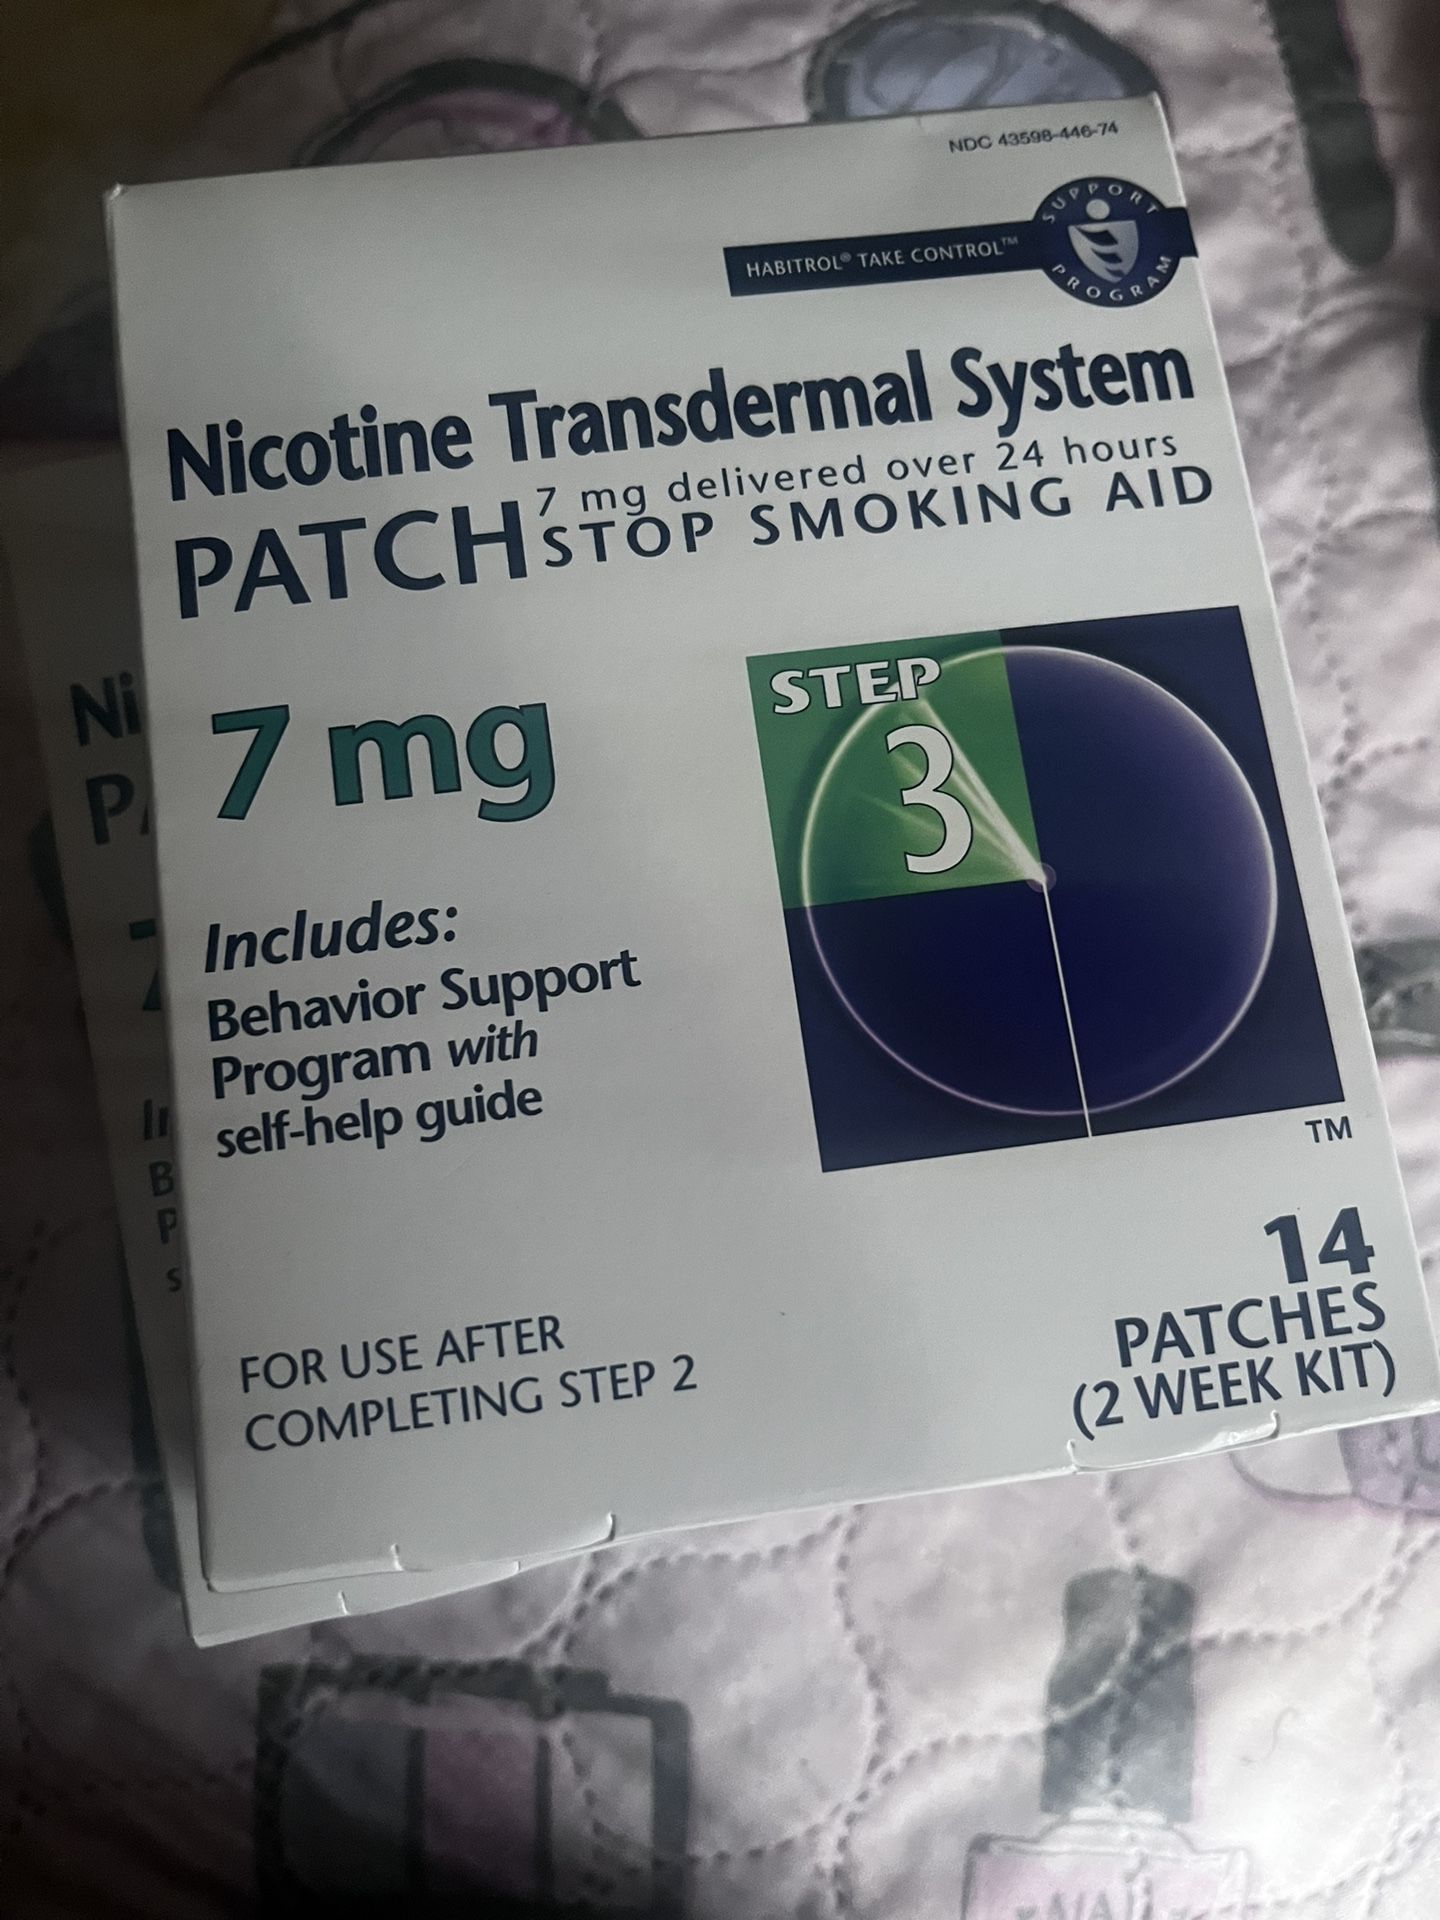 NDC 43598-446-74
HABITROL® TAKE CONTROL™
SUPPORT PROGRAM
Nicotine Transdermal System
PATCH 7 mg delivered over 24 hours
STOP SMOKING AID
7 mg
STEP
3
Includes:
Behavior Support
Program with
self-help guide
TM
14
PATCHES
(2 WEEK KIT)
FOR USE AFTER
COMPLETING STEP 2
Ni
P
7
B
P
s